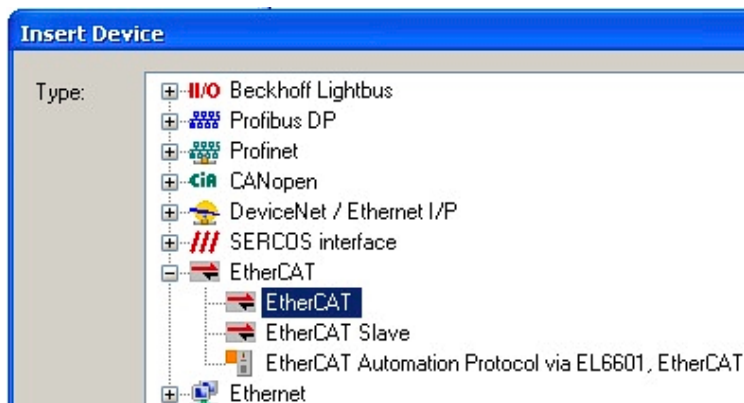 Insert Device
Type:
II/O Beckhoff Lightbus
Profibus DP
Profinet
CiA CANopen
DeviceNet / Ethernet I/P
SERCOS interface
EtherCAT
EtherCAT
EtherCAT Slave
EtherCAT Automation Protocol via EL6601, EtherCAT
Ethernet